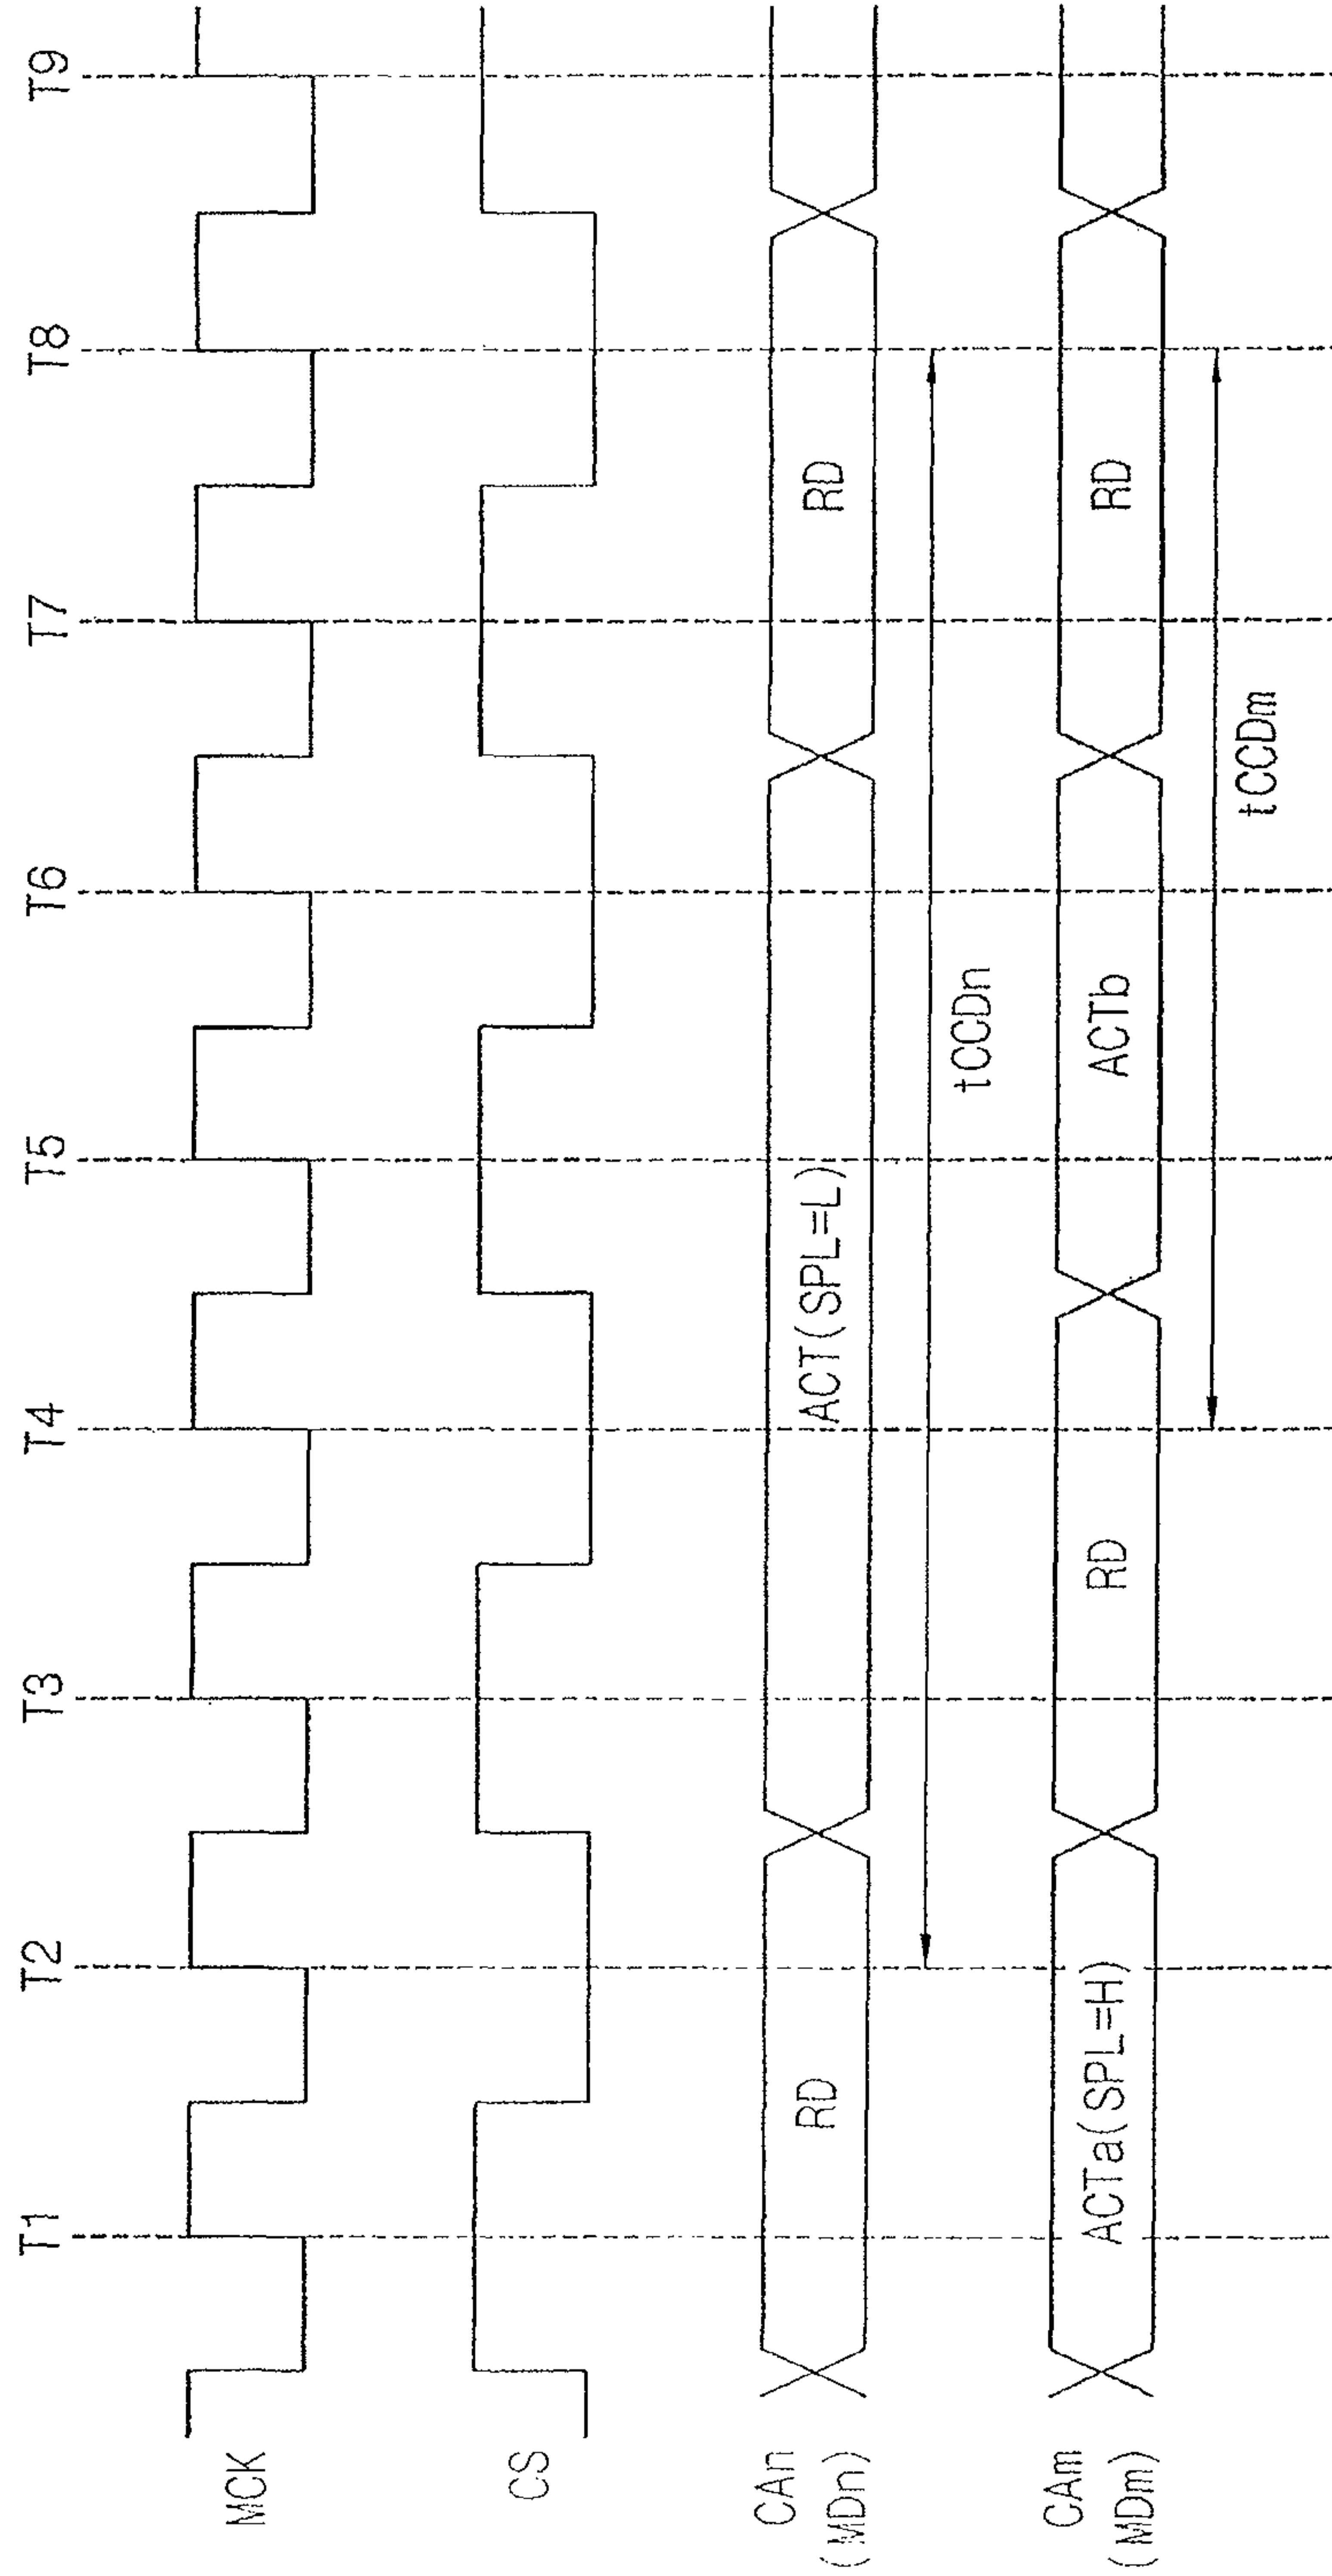 T1 T2 T3 T4 T5 T6 T7 T8 T9
MCK
CS
CAn
(MDn)
RD ACT(SPL=L) RD
tCCDn
CAm
(MDm)
ACTa(SPL=H) RD ACTb RD
tCCDm